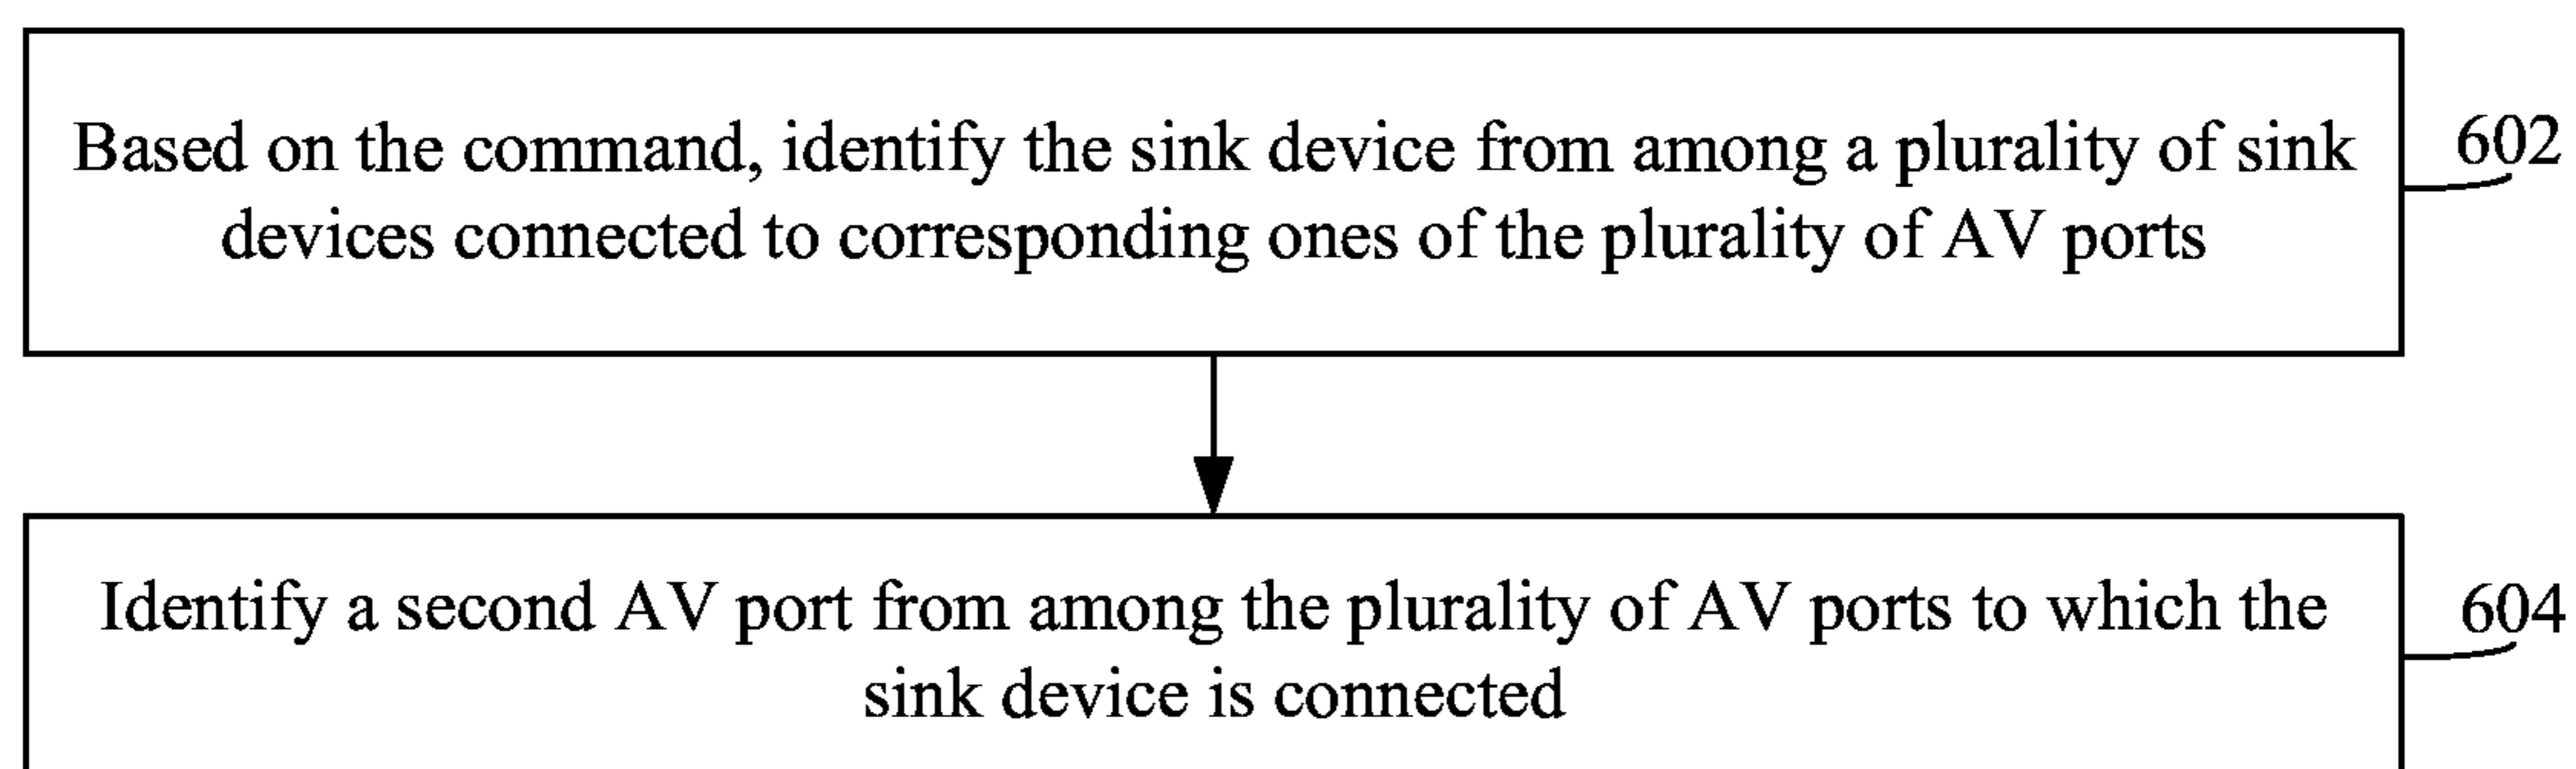 Based on the command, identify the sink device from among a plurality of sink
devices connected to corresponding ones of the plurality of AV ports
602
Identify a second AV port from among the plurality of AV ports to which the
sink device is connected
604